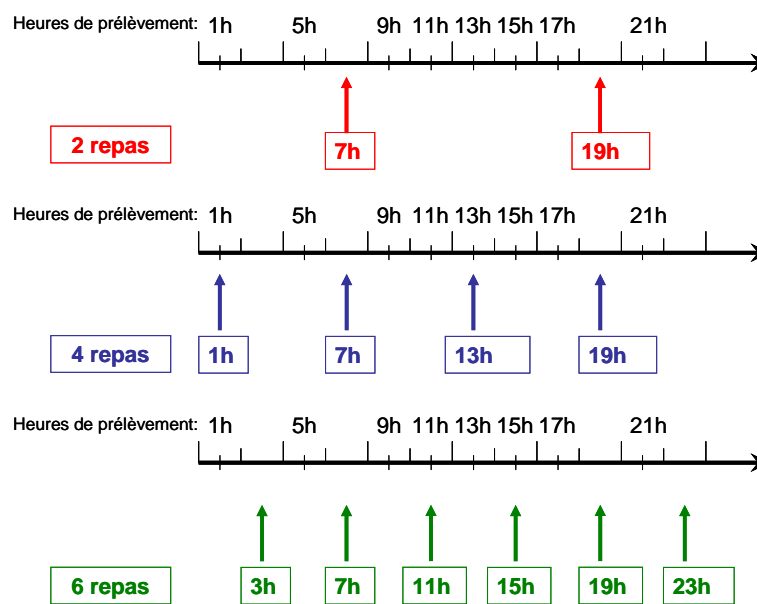 Heures de prélèvement: 1h 5h 9h 11h 13h 15h 17h 21h
2 repas 7h 19h
Heures de prélèvement: 1h 5h 9h 11h 13h 15h 17h 21h
4 repas 1h 7h 13h 19h
Heures de prélèvement: 1h 5h 9h 11h 13h 15h 17h 21h
6 repas 3h 7h 11h 15h 19h 23h